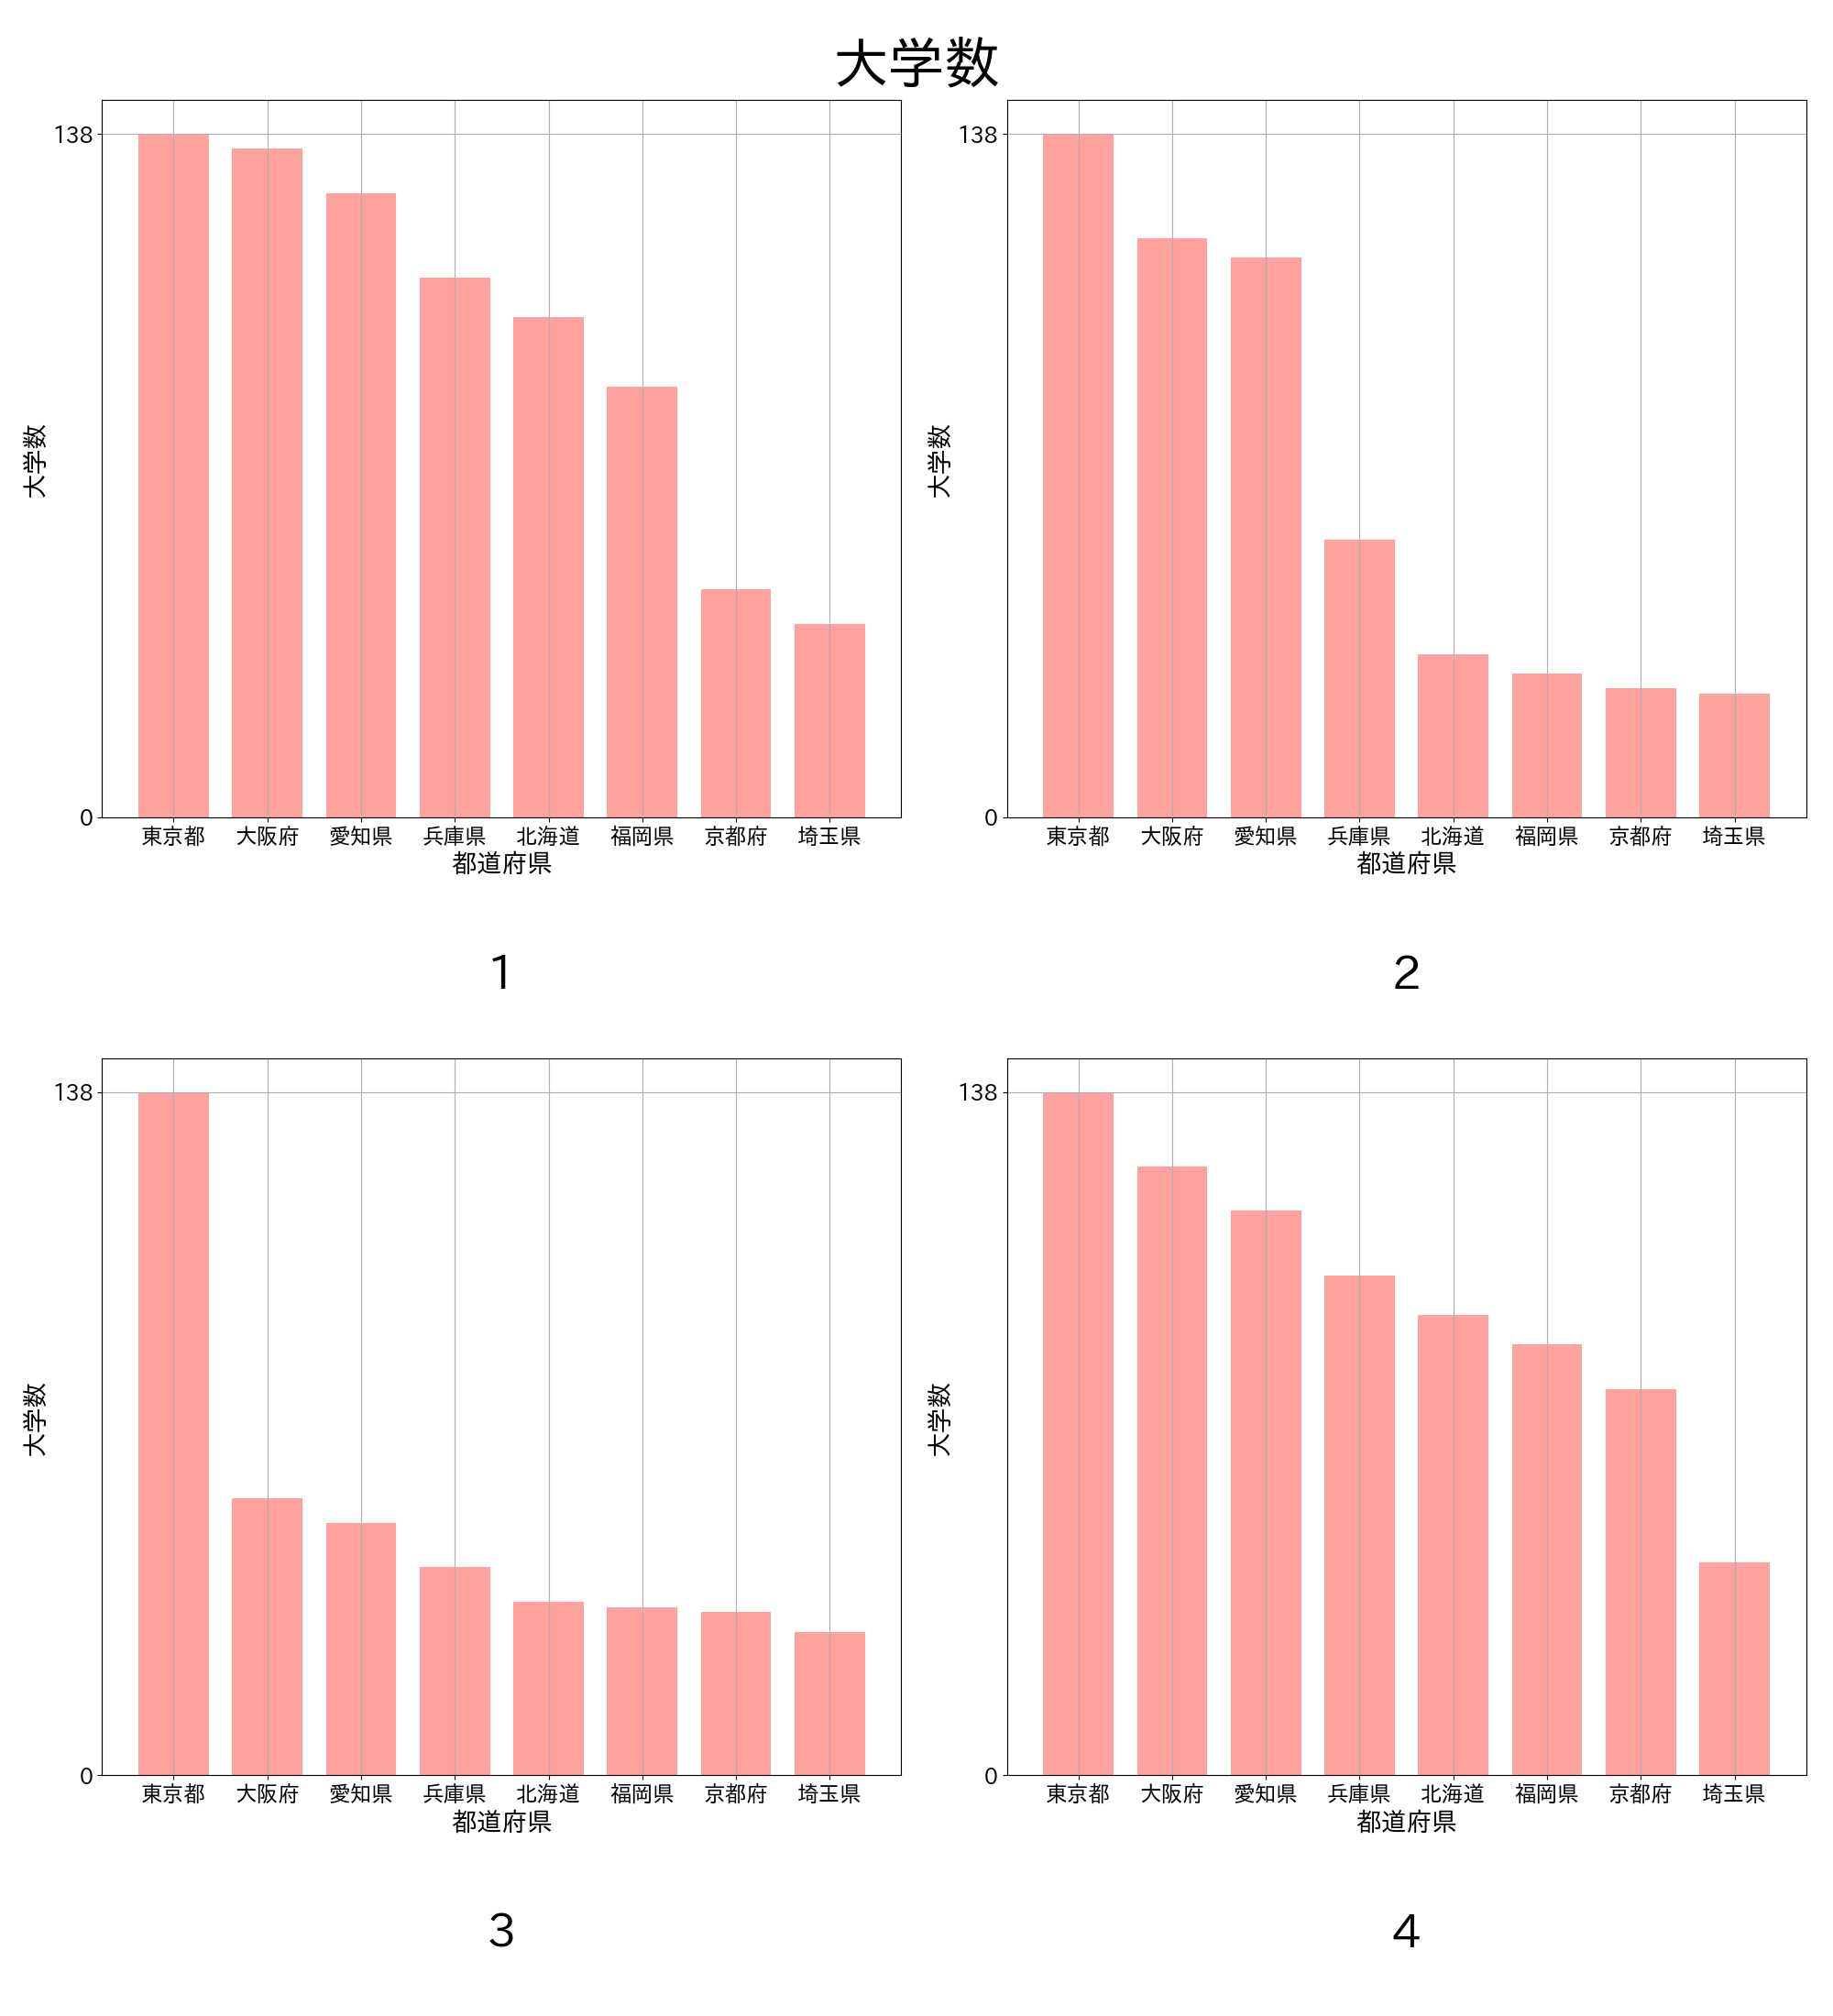 大学数
138
大学数
0
東京都 大阪府 愛知県 兵庫県 北海道 福岡県 京都府 埼玉県
都道府県
1
138
大学数
0
東京都 大阪府 愛知県 兵庫県 北海道 福岡県 京都府 埼玉県
都道府県
2
138
大学数
0
東京都 大阪府 愛知県 兵庫県 北海道 福岡県 京都府 埼玉県
都道府県
3
138
大学数
0
東京都 大阪府 愛知県 兵庫県 北海道 福岡県 京都府 埼玉県
都道府県
4